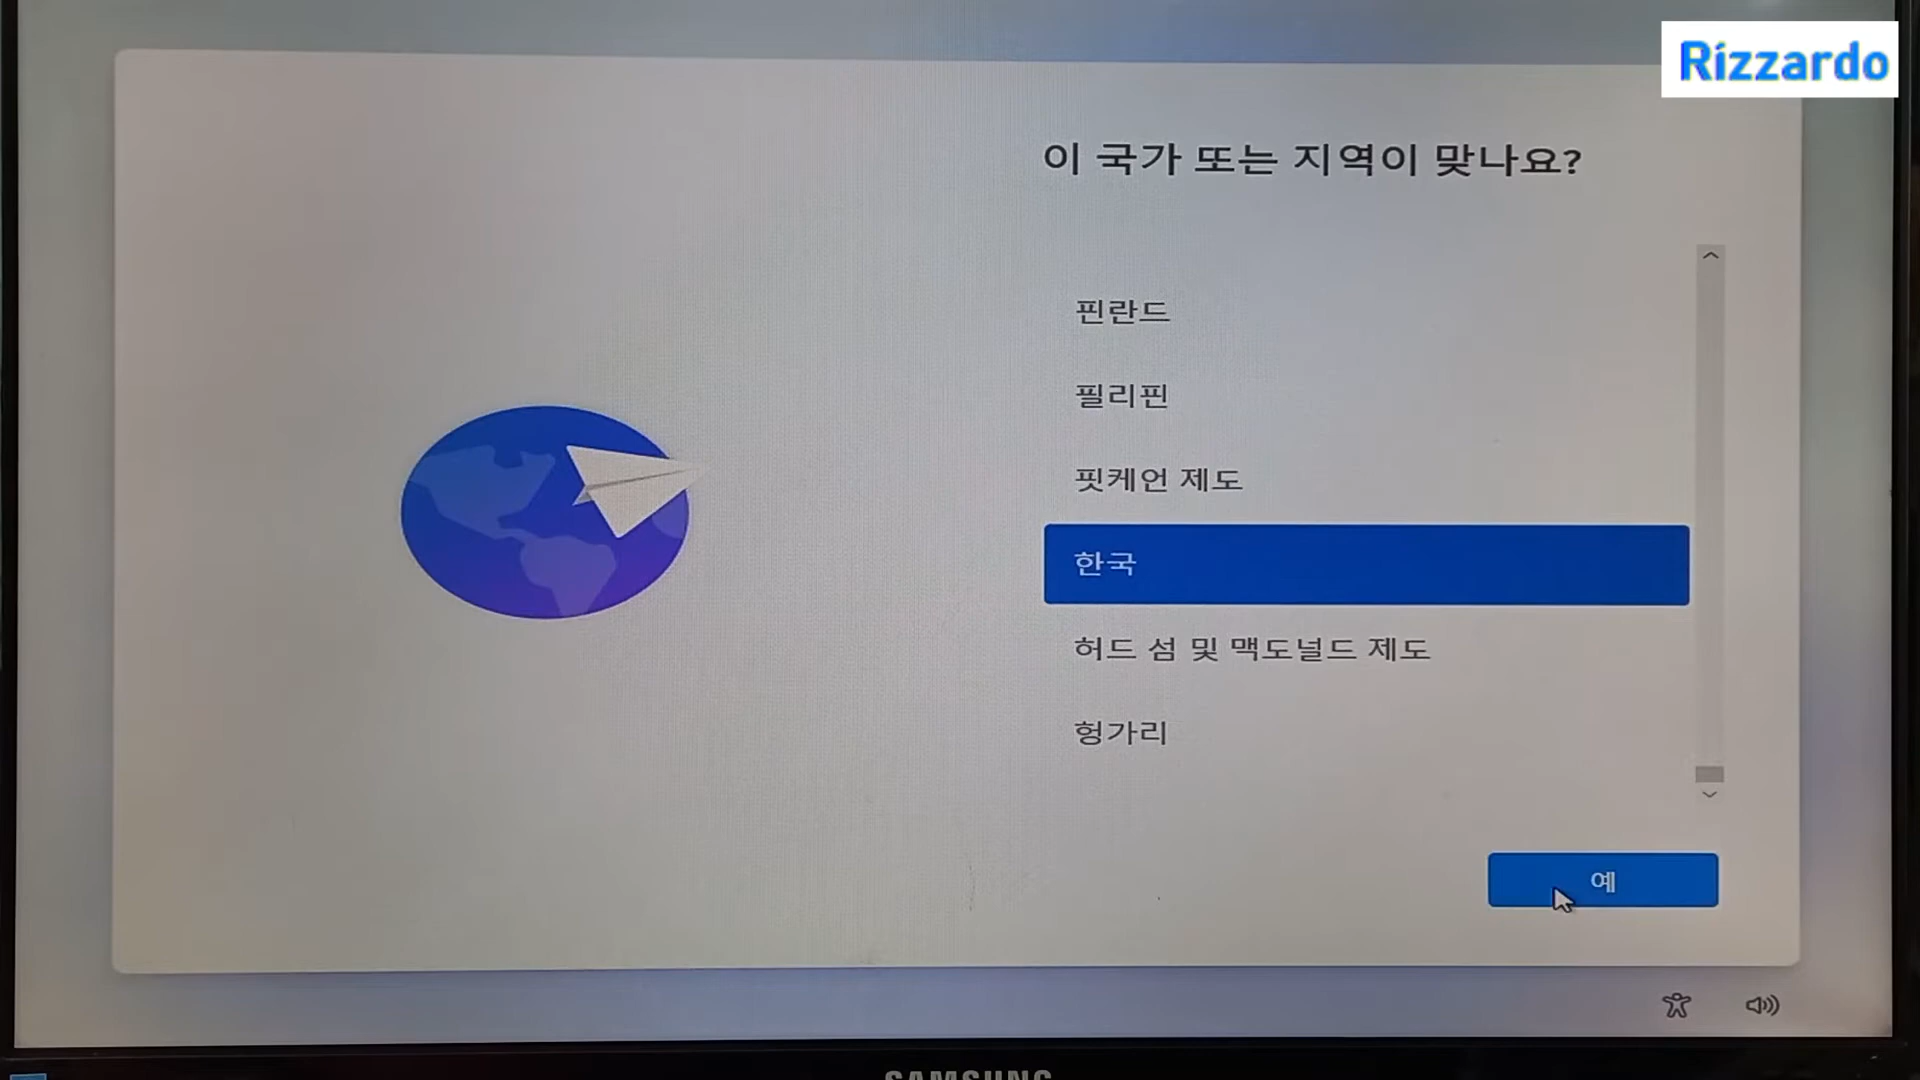 Rizzardo
이 국가 또는 지역이 맞나요?
핀란드
필리핀
핏케언 제도
한국
허드 섬 및 맥도널드 제도
헝가리
예
SAMSUNG